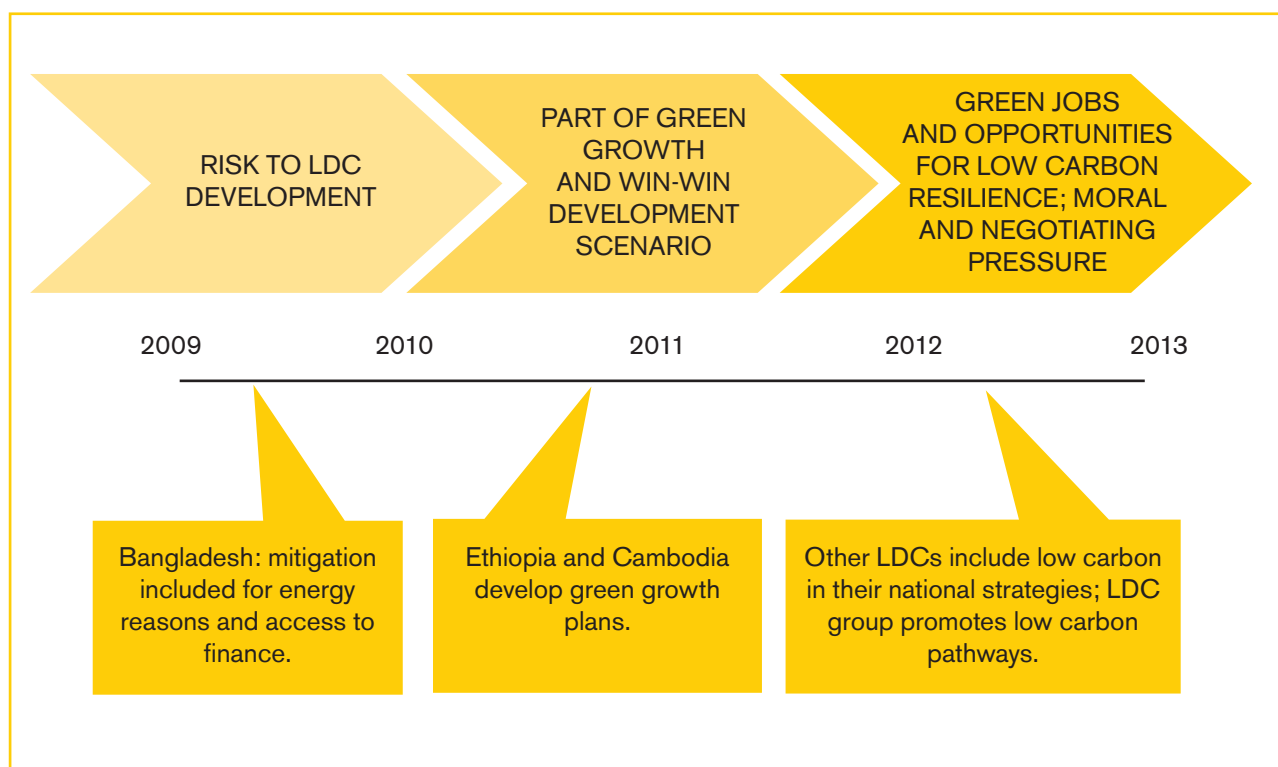 RISK TO LDC
DEVELOPMENT
PART OF GREEN
GROWTH
AND WIN-WIN
DEVELOPMENT
SCENARIO
GREEN JOBS
AND OPPORTUNITIES
FOR LOW CARBON
RESILIENCE; MORAL
AND NEGOTIATING
PRESSURE
2009 2010 2011 2012 2013
Bangladesh: mitigation
included for energy
reasons and access to
finance.
Ethiopia and Cambodia
develop green growth
plans.
Other LDCs include low carbon
in their national strategies; LDC
group promotes low carbon
pathways.